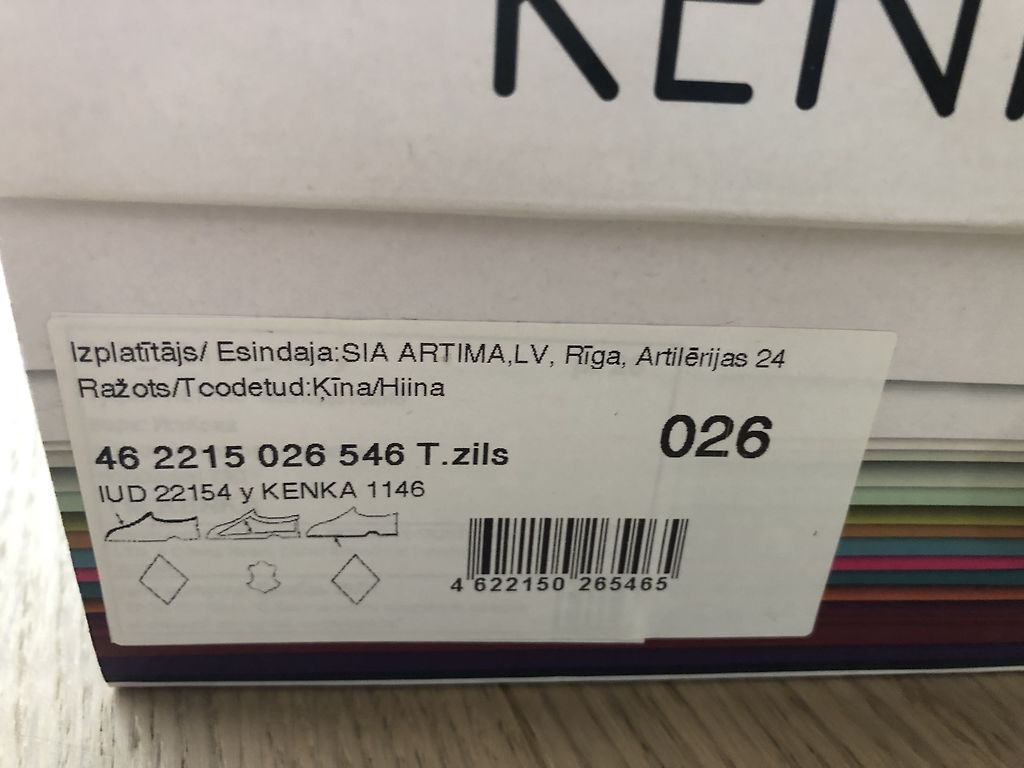 KEN
Izplatītājs/ Esindaja:SIA ARTIMA,LV, Rīga, Artilērijas 24
Ražots/Tcodetud:Ķīna/Hiina
026
46 2215 026 546 T.zils
IUD 22154 y KENKA 1146
4 622150 265465